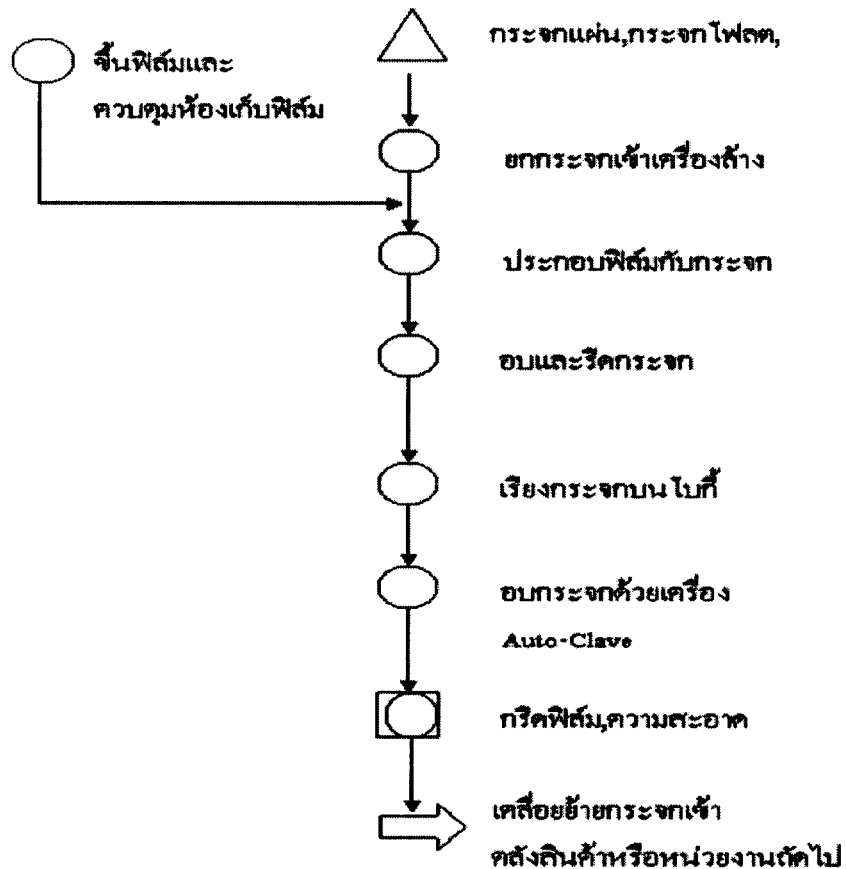 กระจกแผ่น,กระจกโฟลต,
ขึ้นฟิล์มและ
ควบคุมห้องเก็บฟิล์ม
ยกกระจกเข้าเครื่องล้าง
ประกอบฟิล์มกับกระจก
อบและรีดกระจก
เรียงกระจกบนโบกี้
อบกระจกด้วยเครื่อง
Auto-Clave
กรีดฟิล์ม,ความสะอาด
เคลื่อยย้ายกระจกเข้า
คลังสินค้าหรือหน่วยงานถัดไป